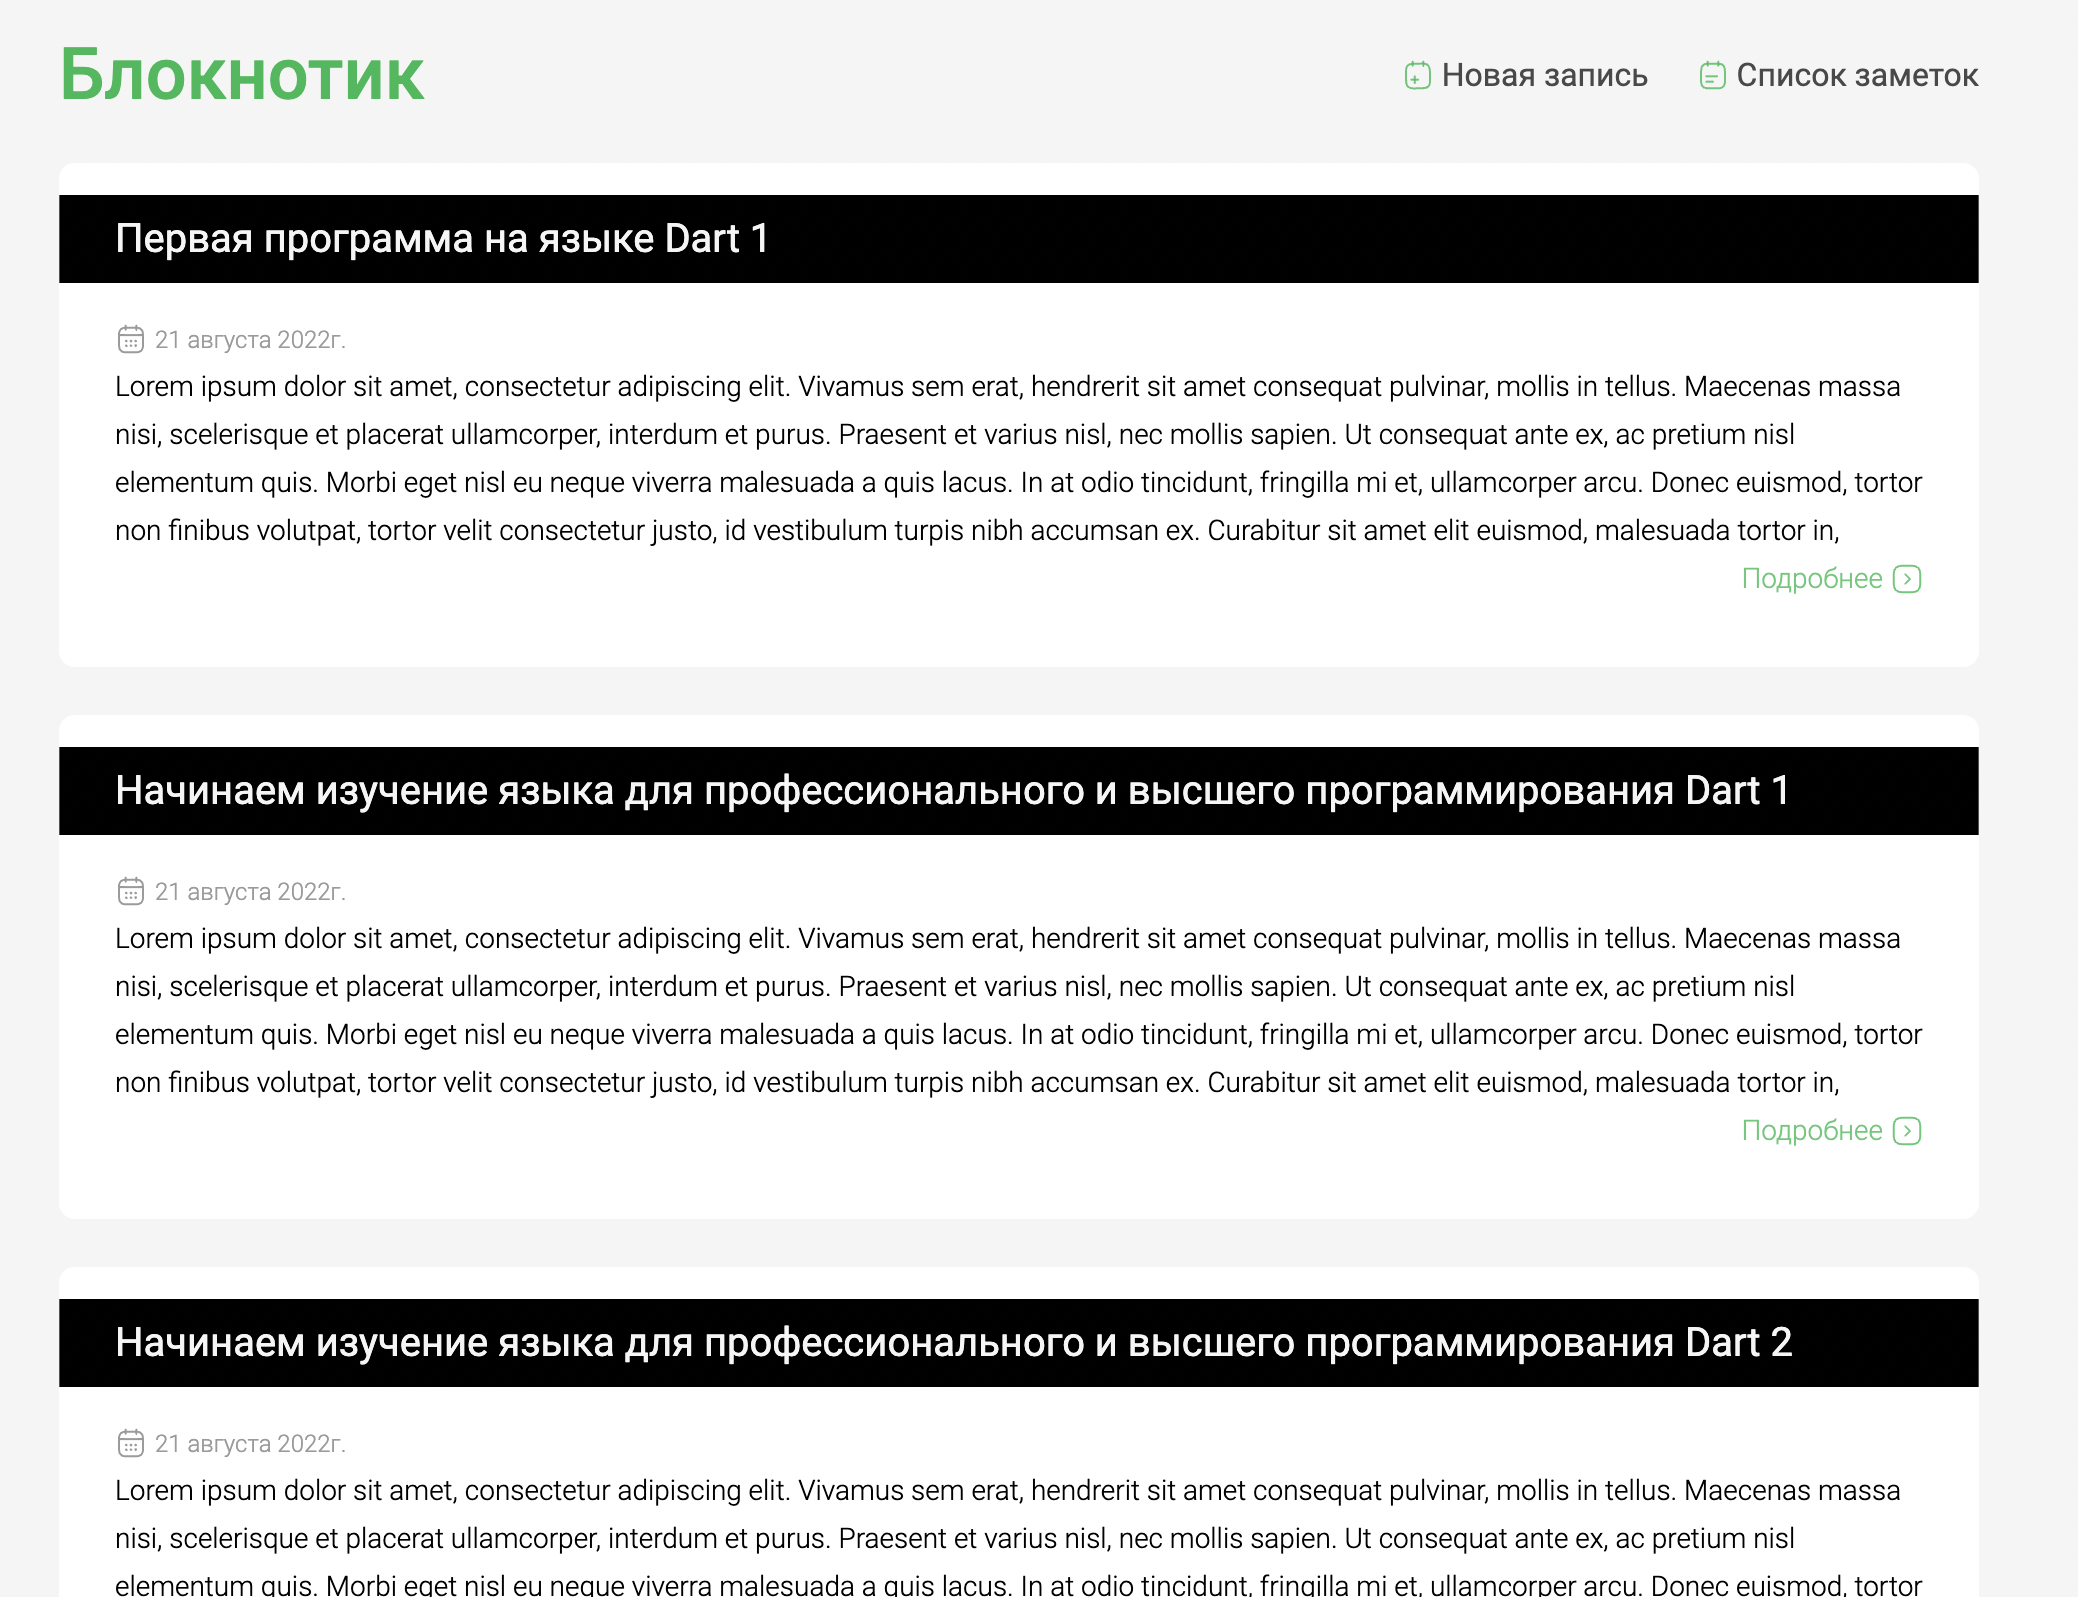 Блокнотик
Новая запись
Список заметок
Первая программа на языке Dart 1
21 августа 2022г.
Lorem ipsum dolor sit amet, consectetur adipiscing elit. Vivamus sem erat, hendrerit sit amet consequat pulvinar, mollis in tellus. Maecenas massa
nisi, scelerisque et placerat ullamcorper, interdum et purus. Praesent et varius nisl, nec mollis sapien. Ut consequat ante ex, ac pretium nisl
elementum quis. Morbi eget nisl eu neque viverra malesuada a quis lacus. In at odio tincidunt, fringilla mi et, ullamcorper arcu. Donec euismod, tortor
non finibus volutpat, tortor velit consectetur justo, id vestibulum turpis nibh accumsan ex. Curabitur sit amet elit euismod, malesuada tortor in,
Подробнее
Начинаем изучение языка для профессионального и высшего программирования Dart 1
21 августа 2022г.
Lorem ipsum dolor sit amet, consectetur adipiscing elit. Vivamus sem erat, hendrerit sit amet consequat pulvinar, mollis in tellus. Maecenas massa
nisi, scelerisque et placerat ullamcorper, interdum et purus. Praesent et varius nisl, nec mollis sapien. Ut consequat ante ex, ac pretium nisl
elementum quis. Morbi eget nisl eu neque viverra malesuada a quis lacus. In at odio tincidunt, fringilla mi et, ullamcorper arcu. Donec euismod, tortor
non finibus volutpat, tortor velit consectetur justo, id vestibulum turpis nibh accumsan ex. Curabitur sit amet elit euismod, malesuada tortor in,
Подробнее
Начинаем изучение языка для профессионального и высшего программирования Dart 2
21 августа 2022г.
Lorem ipsum dolor sit amet, consectetur adipiscing elit. Vivamus sem erat, hendrerit sit amet consequat pulvinar, mollis in tellus. Maecenas massa
nisi, scelerisque et placerat ullamcorper, interdum et purus. Praesent et varius nisl, nec mollis sapien. Ut consequat ante ex, ac pretium nisl
elementum quis. Morbi eget nisl eu neque viverra malesuada a quis lacus. In at odio tincidunt, fringilla mi et, ullamcorper arcu. Donec euismod, tortor